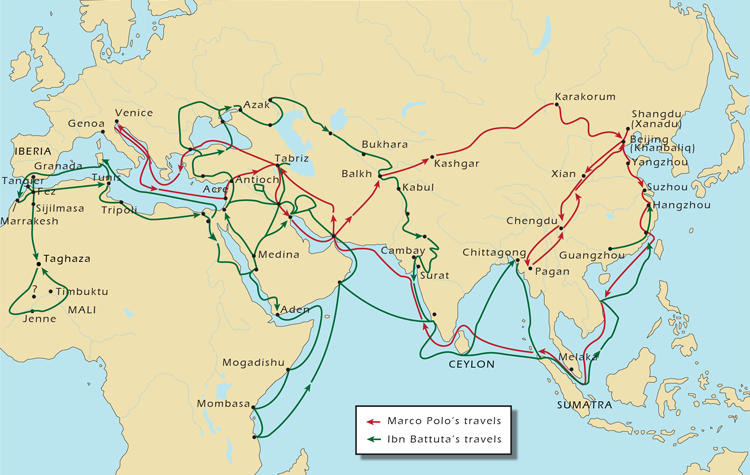 Venice
Genoa
IBERIA
Granada
Tangier
Fez
Tunis
Sijilmasa
Marrakesh
Tripoli
Taghaza
?
Timbuktu
MALI
Jenne
Azak
Tabriz
Antioch
Acre
Medina
Aden
Mogadishu
Mombasa
Bukhara
Balkh
Kabul
Kashgar
Cambay
Surat
CEYLON
Chittagong
Pagan
Karakorum
Shangdu
(Xanadu)
Beijing
(Khanbaliq)
Yangzhou
Xian
Suzhou
Hangzhou
Chengdu
Guangzhou
Melaka
SUMATRA
Marco Polo's travels
Ibn Battuta's travels